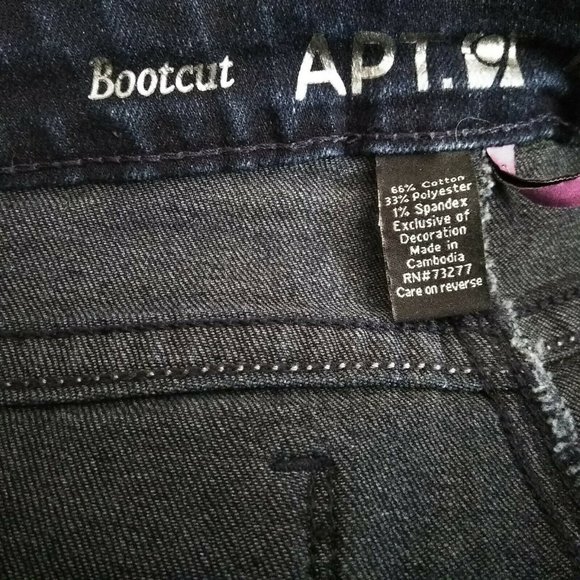 Bootcut APT.9
66% Cotton
33% Polyester
1% Spandex
Exclusive of
Decoration
Made in
Cambodia
RN#73277
Care on reverse